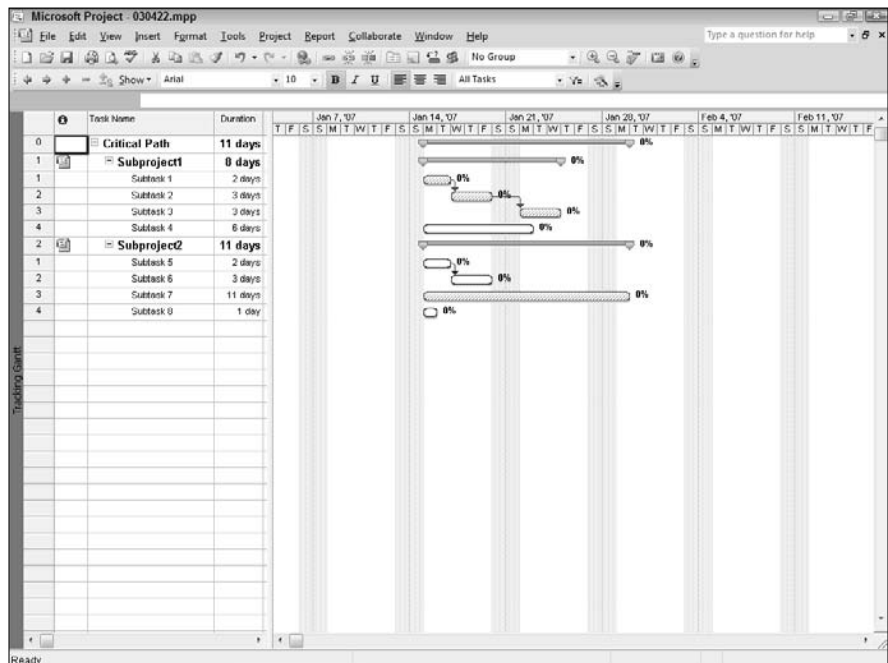 Microsoft Project - 030422.mpp
File Edit View Insert Format Tools Project Report Collaborate Window Help Type a question for help
No Group
Show Arial 10 B I U All Tasks
Task Name Duration Jan 7, '07 Jan 14, '07 Jan 21, '07 Jan 28, '07 Feb 4, '07 Feb 11, '07
T F S S M T W T F S S M T W T F S S M T W T F S S M T W T F S S M T W T F S S M T W T F
0 Critical Path 11 days 0%
1 Subproject1 8 days 0%
1 Subtask 1 2 days 0%
2 Subtask 2 3 days 0%
3 Subtask 3 3 days 0%
4 Subtask 4 6 days 0%
2 Subproject2 11 days 0%
1 Subtask 5 2 days 0%
2 Subtask 6 3 days 0%
3 Subtask 7 11 days 0%
4 Subtask 8 1 day 0%
Tracking Gantt
Ready